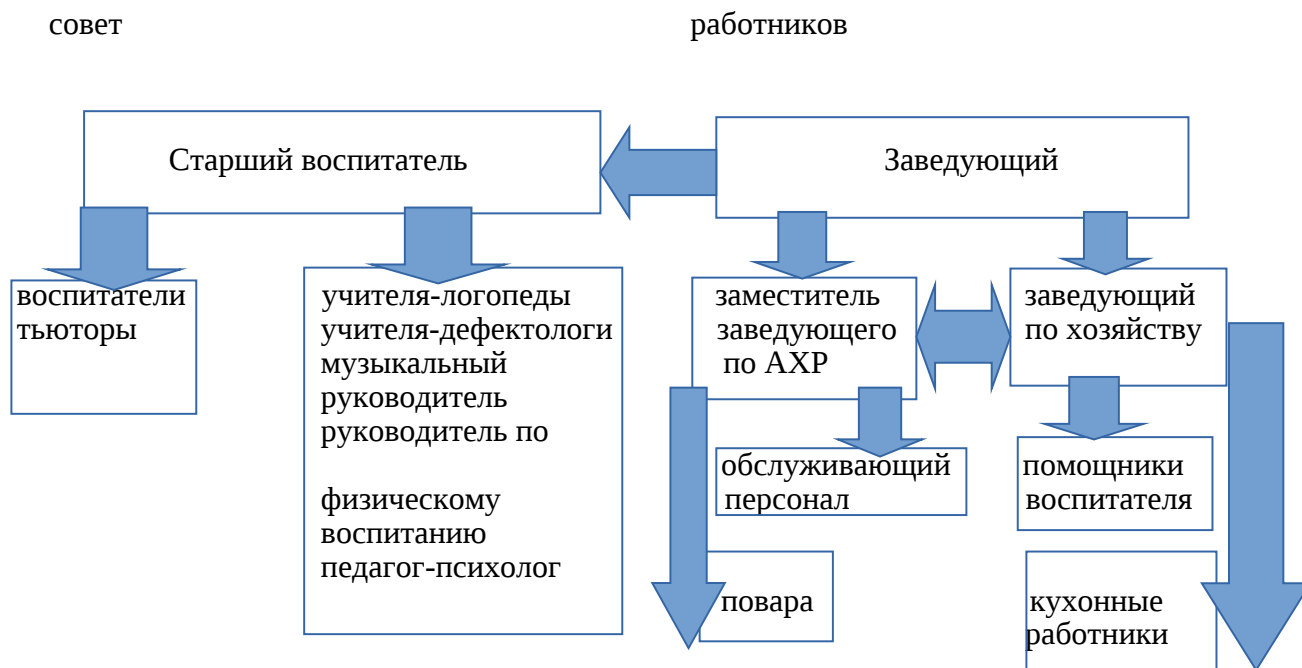 совет работников
Старший воспитатель
Заведующий
воспитатели
тьюторы
учителя-логопеды
учителя-дефектологи
музыкальный
руководитель
руководитель по
физическому
воспитанию
педагог-психолог
заместитель
заведующего
по АХР
заведующий
по хозяйству
обслуживающий
персонал
помощники
воспитателя
повара
кухонные
работники